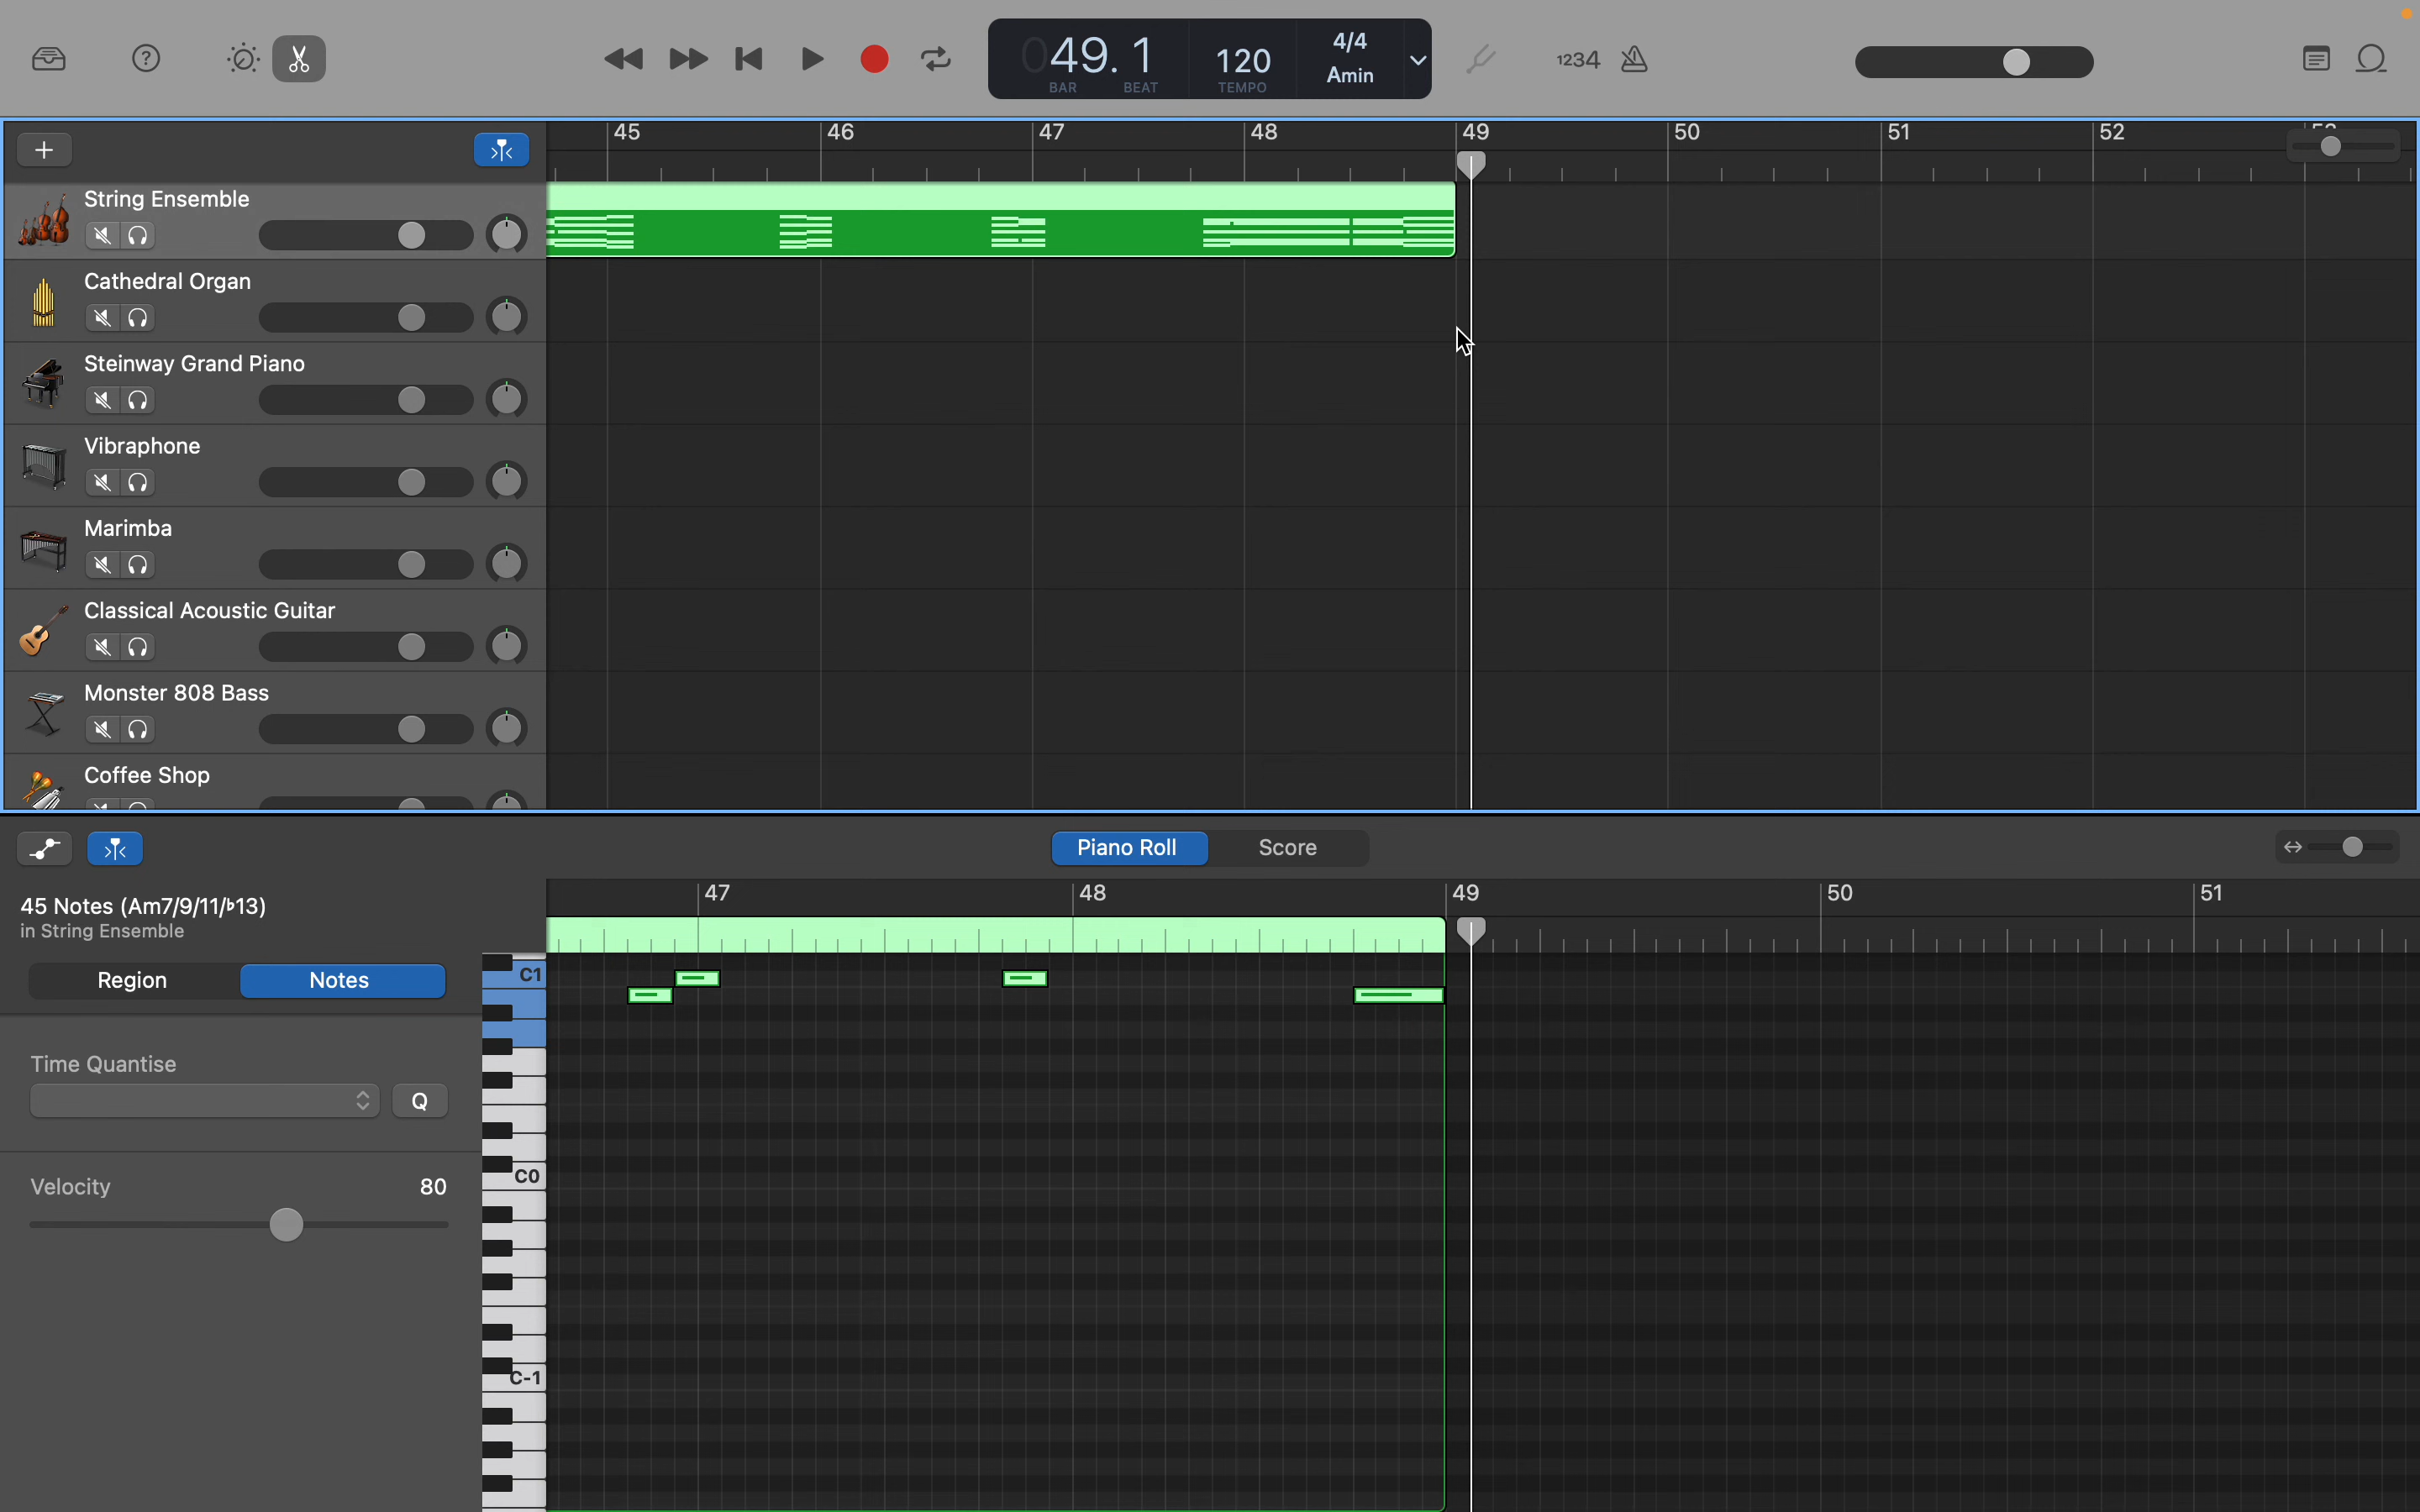 049. 1 120 4/4
Amin
BAR BEAT TEMPO
1234
45 46 47 48 49 50 51 52
String Ensemble
Cathedral Organ
Steinway Grand Piano
Vibraphone
Marimba
Classical Acoustic Guitar
Monster 808 Bass
Coffee Shop
Piano Roll Score
47 48 49 50 51
45 Notes (Am7/9/11/♭13)
in String Ensemble
Region Notes
C1
Time Quantise
Q
C0
Velocity 80
C-1